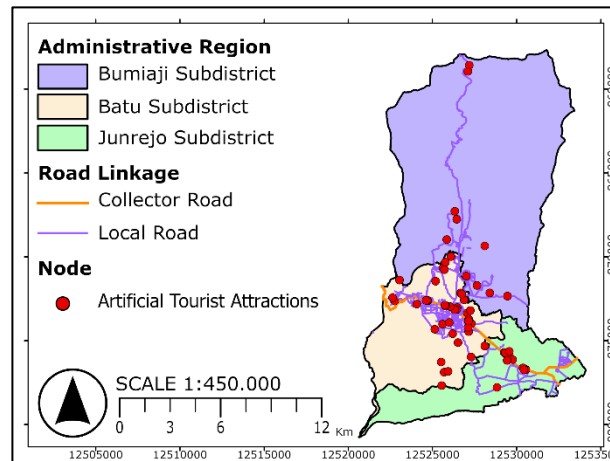 Administrative Region
Bumiaji Subdistrict
Batu Subdistrict
Junrejo Subdistrict
Road Linkage
Collector Road
Local Road
Node
Artificial Tourist Attractions
SCALE 1:450.000
0 3 6 12 Km
12505000 12510000 12515000 12520000 12525000 12530000